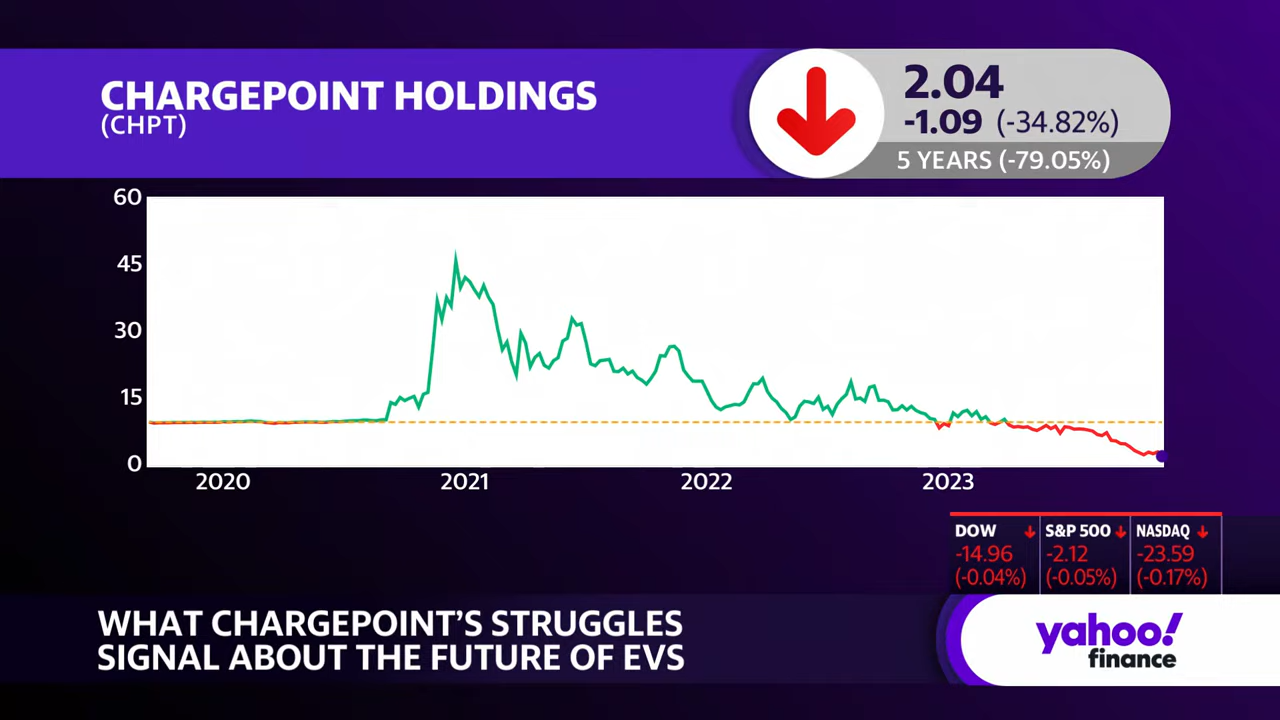 CHARGEPOINT HOLDINGS
(CHPT)
2.04
-1.09 (-34.82%)
5 YEARS (-79.05%)
60
45
30
15
0
2020 2021 2022 2023
DOW S&P 500 NASDAQ
-14.96 -2.12 -23.59
(-0.04%) (-0.05%) (-0.17%)
WHAT CHARGEPOINT'S STRUGGLES
SIGNAL ABOUT THE FUTURE OF EVS
yahoo!
finance